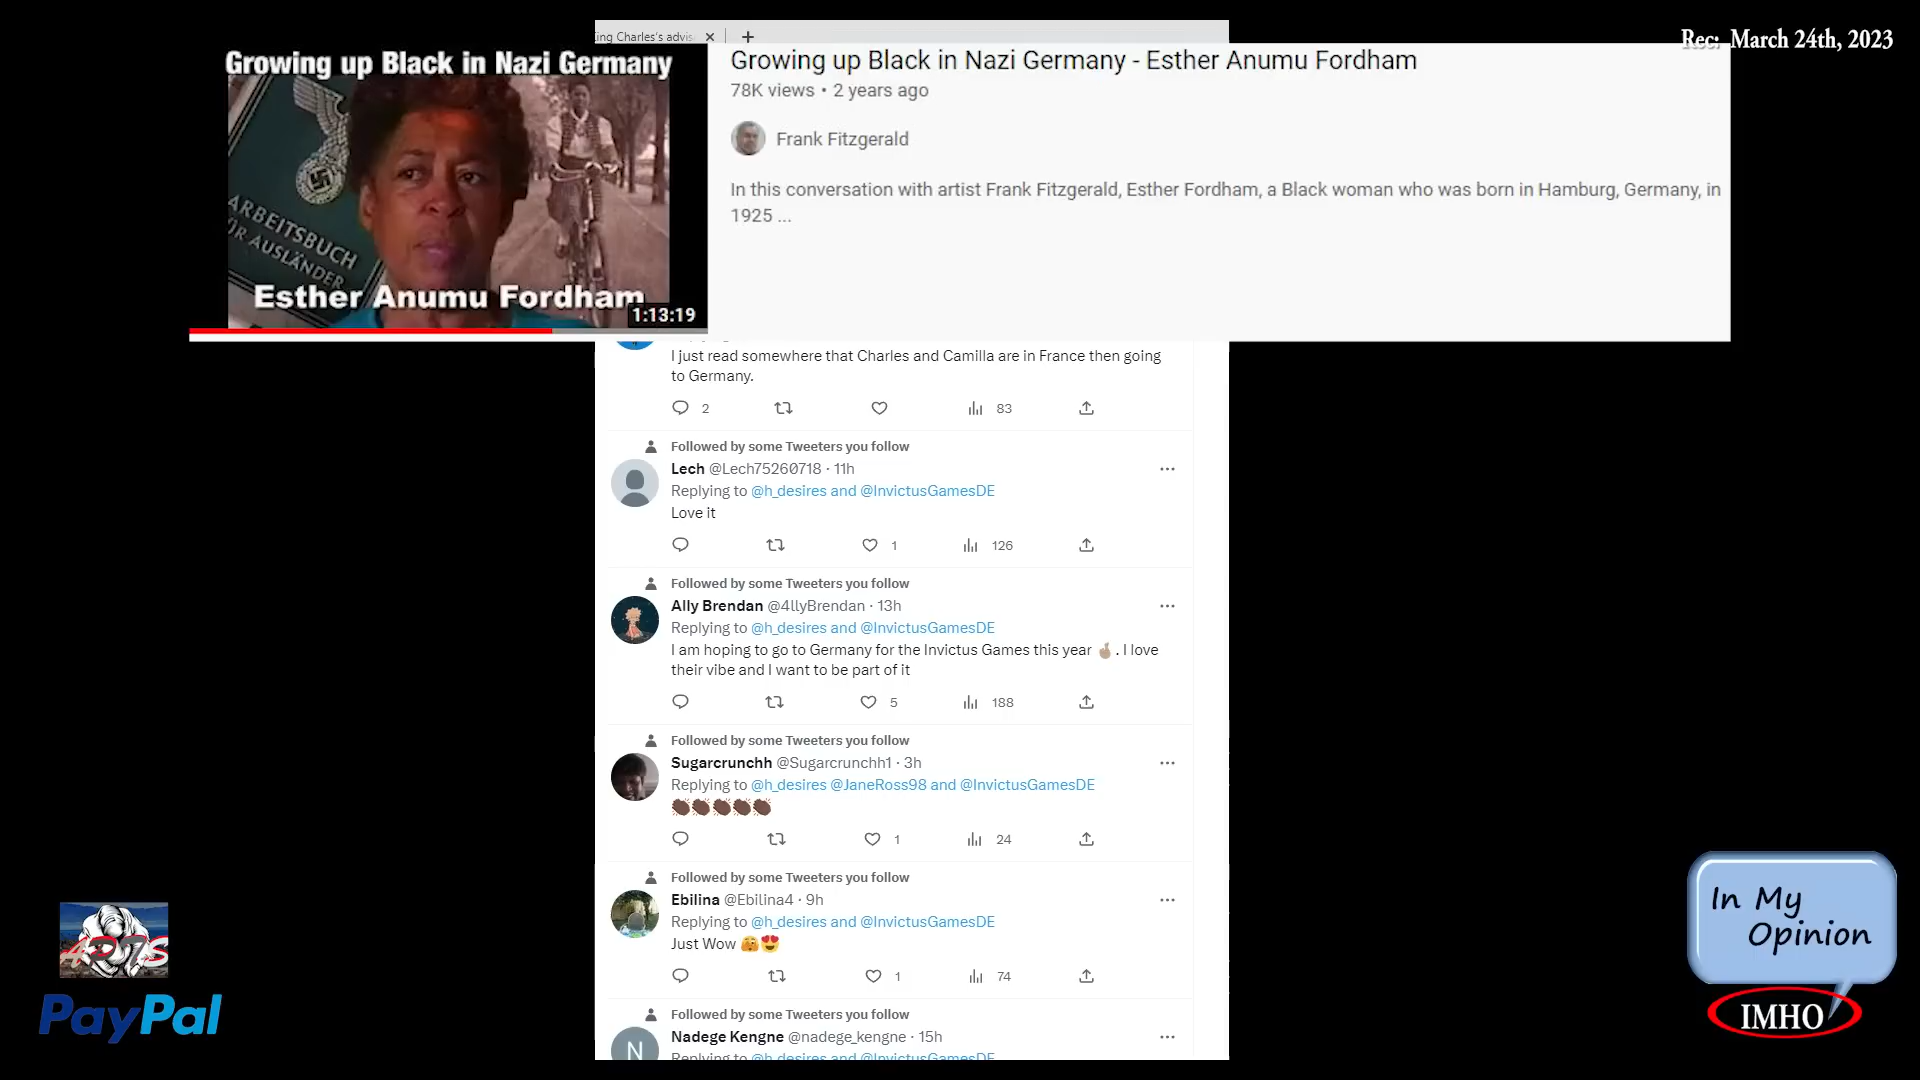 King Charles's advis
Rec: March 24th, 2023
Growing up Black in Nazi Germany
ARBEITSBUCH
FÜR AUSLÄNDER
Esther Anumu Fordham
1:13:19
Growing up Black in Nazi Germany - Esther Anumu Fordham
78K views • 2 years ago
Frank Fitzgerald
In this conversation with artist Frank Fitzgerald, Esther Fordham, a Black woman who was born in Hamburg, Germany, in
1925 ...
I just read somewhere that Charles and Camilla are in France then going
to Germany.
2 83
Followed by some Tweeters you follow
Lech @Lech75260718 · 11h
Replying to @h_desires and @InvictusGamesDE
Love it
1 126
Followed by some Tweeters you follow
Ally Brendan @4llyBrendan · 13h
Replying to @h_desires and @InvictusGamesDE
I am hoping to go to Germany for the Invictus Games this year 🤞🏼. I love
their vibe and I want to be part of it
5 188
Followed by some Tweeters you follow
Sugarcrunchh @Sugarcrunchh1 · 3h
Replying to @h_desires @JaneRoss98 and @InvictusGamesDE
👏🏿👏🏿👏🏿👏🏿👏🏿
1 24
Followed by some Tweeters you follow
Ebilina @Ebilina4 · 9h
Replying to @h_desires and @InvictusGamesDE
Just Wow 🫣😍
1 74
Followed by some Tweeters you follow
N
Nadege Kengne @nadege_kengne · 15h
Replying to @h_desires and @InvictusGamesDE
PayPal
In My
Opinion
IMHO